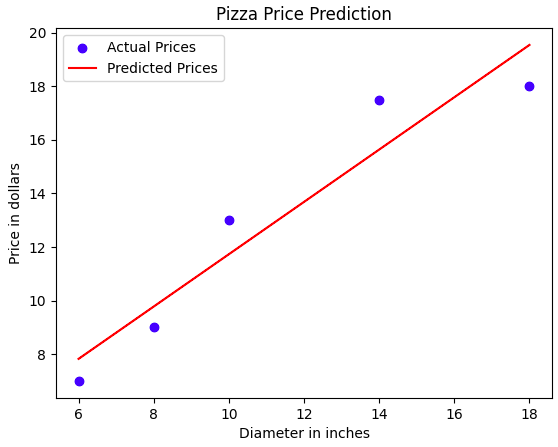 Pizza Price Prediction
20
18
16
14
12
10
8
Price in dollars
Actual Prices
Predicted Prices
6 8 10 12 14 16 18
Diameter in inches